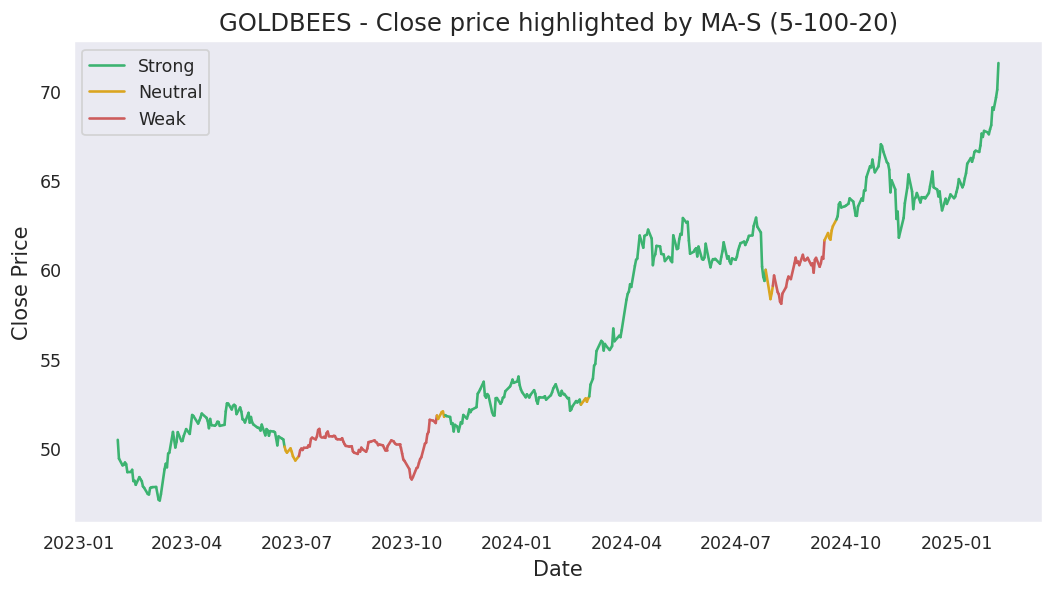 GOLDBEES - Close price highlighted by MA-S (5-100-20)
Strong
Neutral
Weak
70
65
60
55
50
Close Price
2023-01 2023-04 2023-07 2023-10 2024-01 2024-04 2024-07 2024-10 2025-01
Date